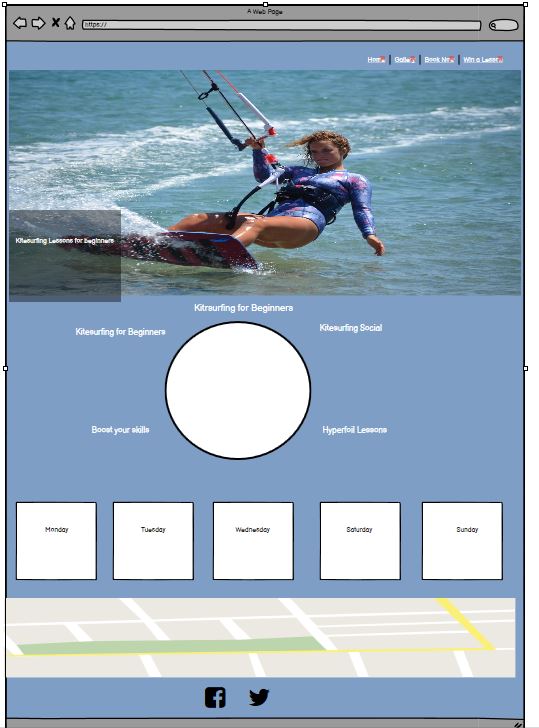 A Web Page
https://
Home | Gallery | Book Now | Win a Lesson
Kitesurfing Lessons for beginners
Kitrsurfing for Beginners
Kitesurfing for Beginners
Kitesurfing Social
Boost your skills
Hyperfoil Lessons
Monday
Tuesday
Wednesday
Saturday
Sunday